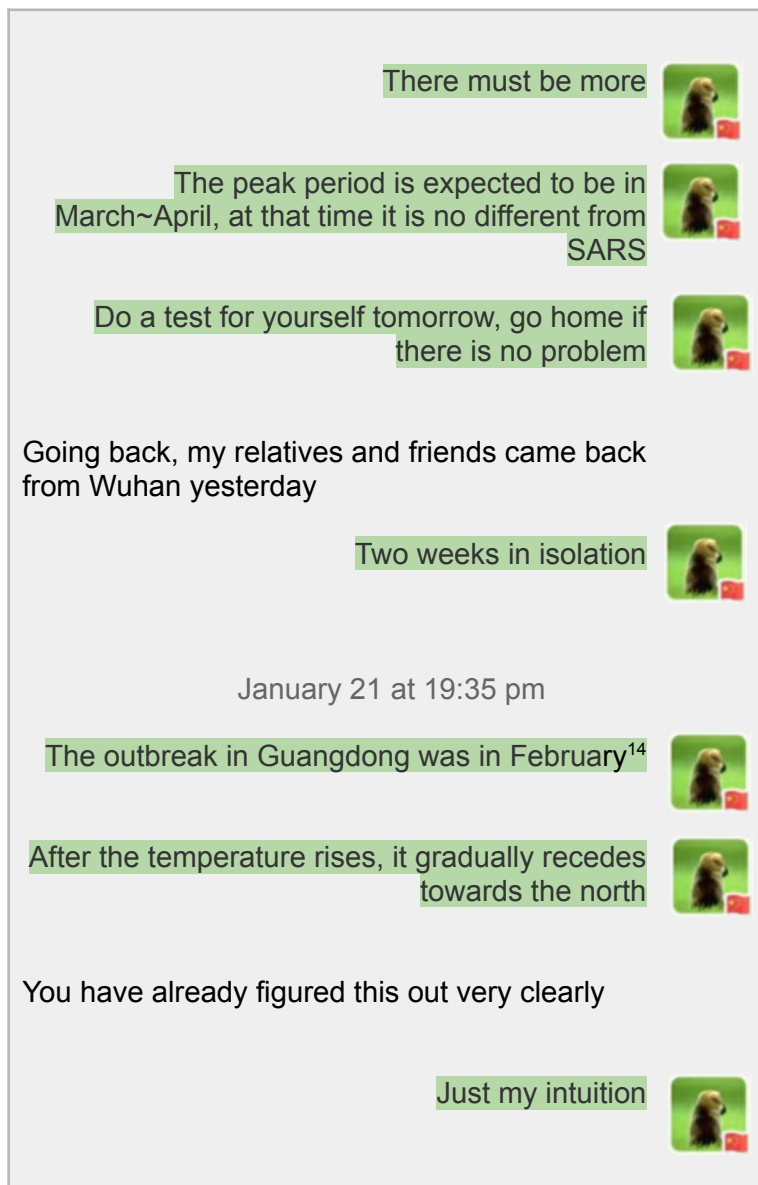 There must be more
The peak period is expected to be in
March~April, at that time it is no different from
SARS
Do a test for yourself tomorrow, go home if
there is no problem
Going back, my relatives and friends came back
from Wuhan yesterday
Two weeks in isolation
January 21 at 19:35 pm
The outbreak in Guangdong was in February¹⁴
After the temperature rises, it gradually recedes
towards the north
You have already figured this out very clearly
Just my intuition